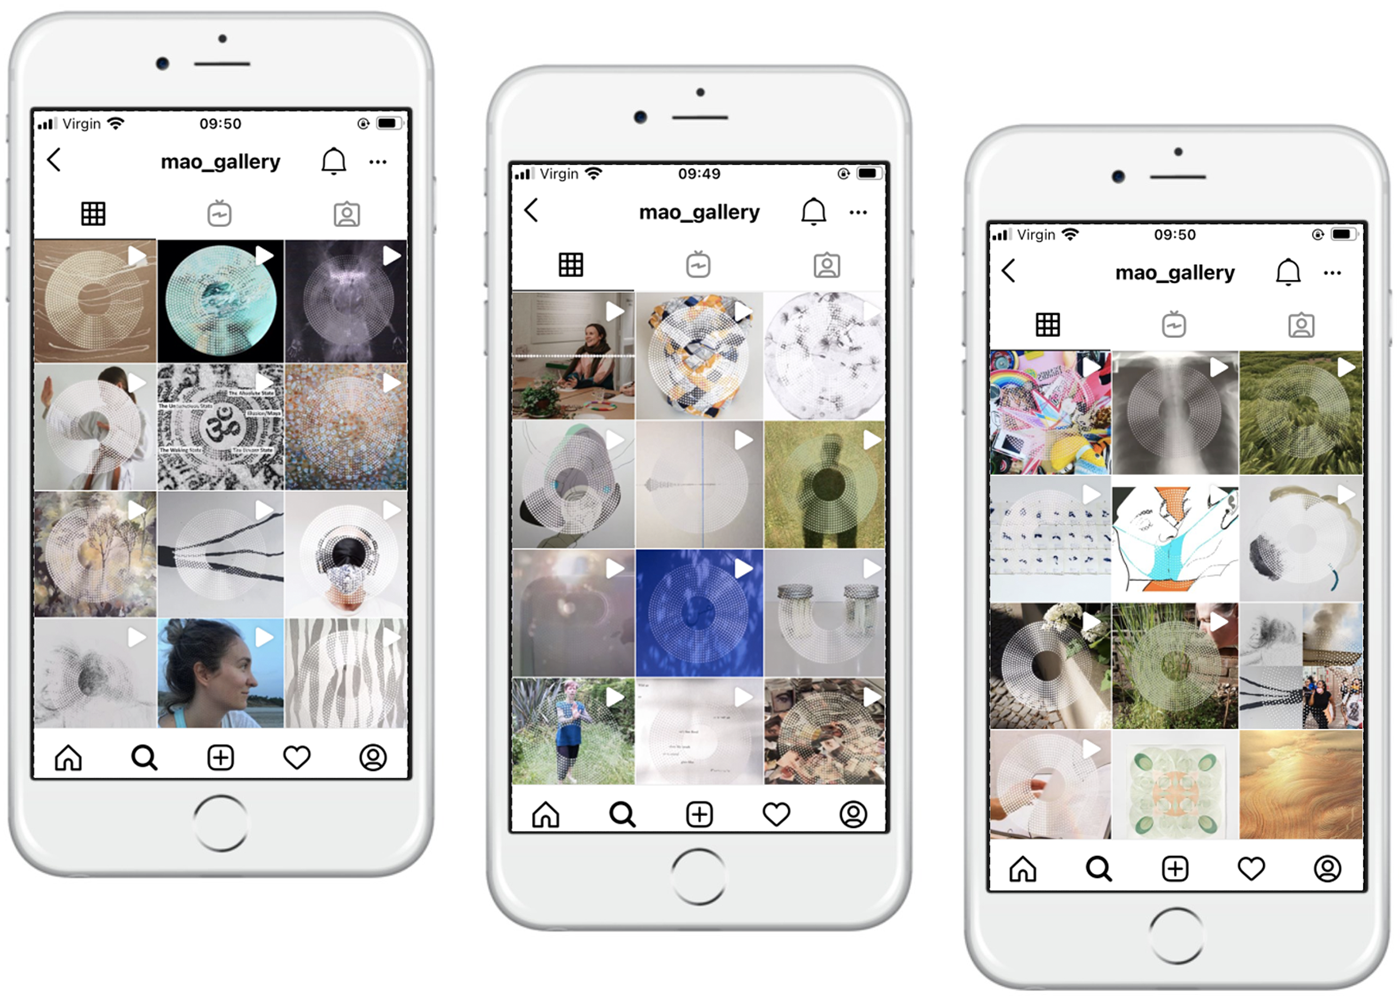 Virgin
09:50
mao_gallery
The Absolute State
The Unconscious State
Illusion/Maya
The Waking State
The Dream State
ॐ
Virgin
09:49
mao_gallery
Virgin
09:50
mao_gallery